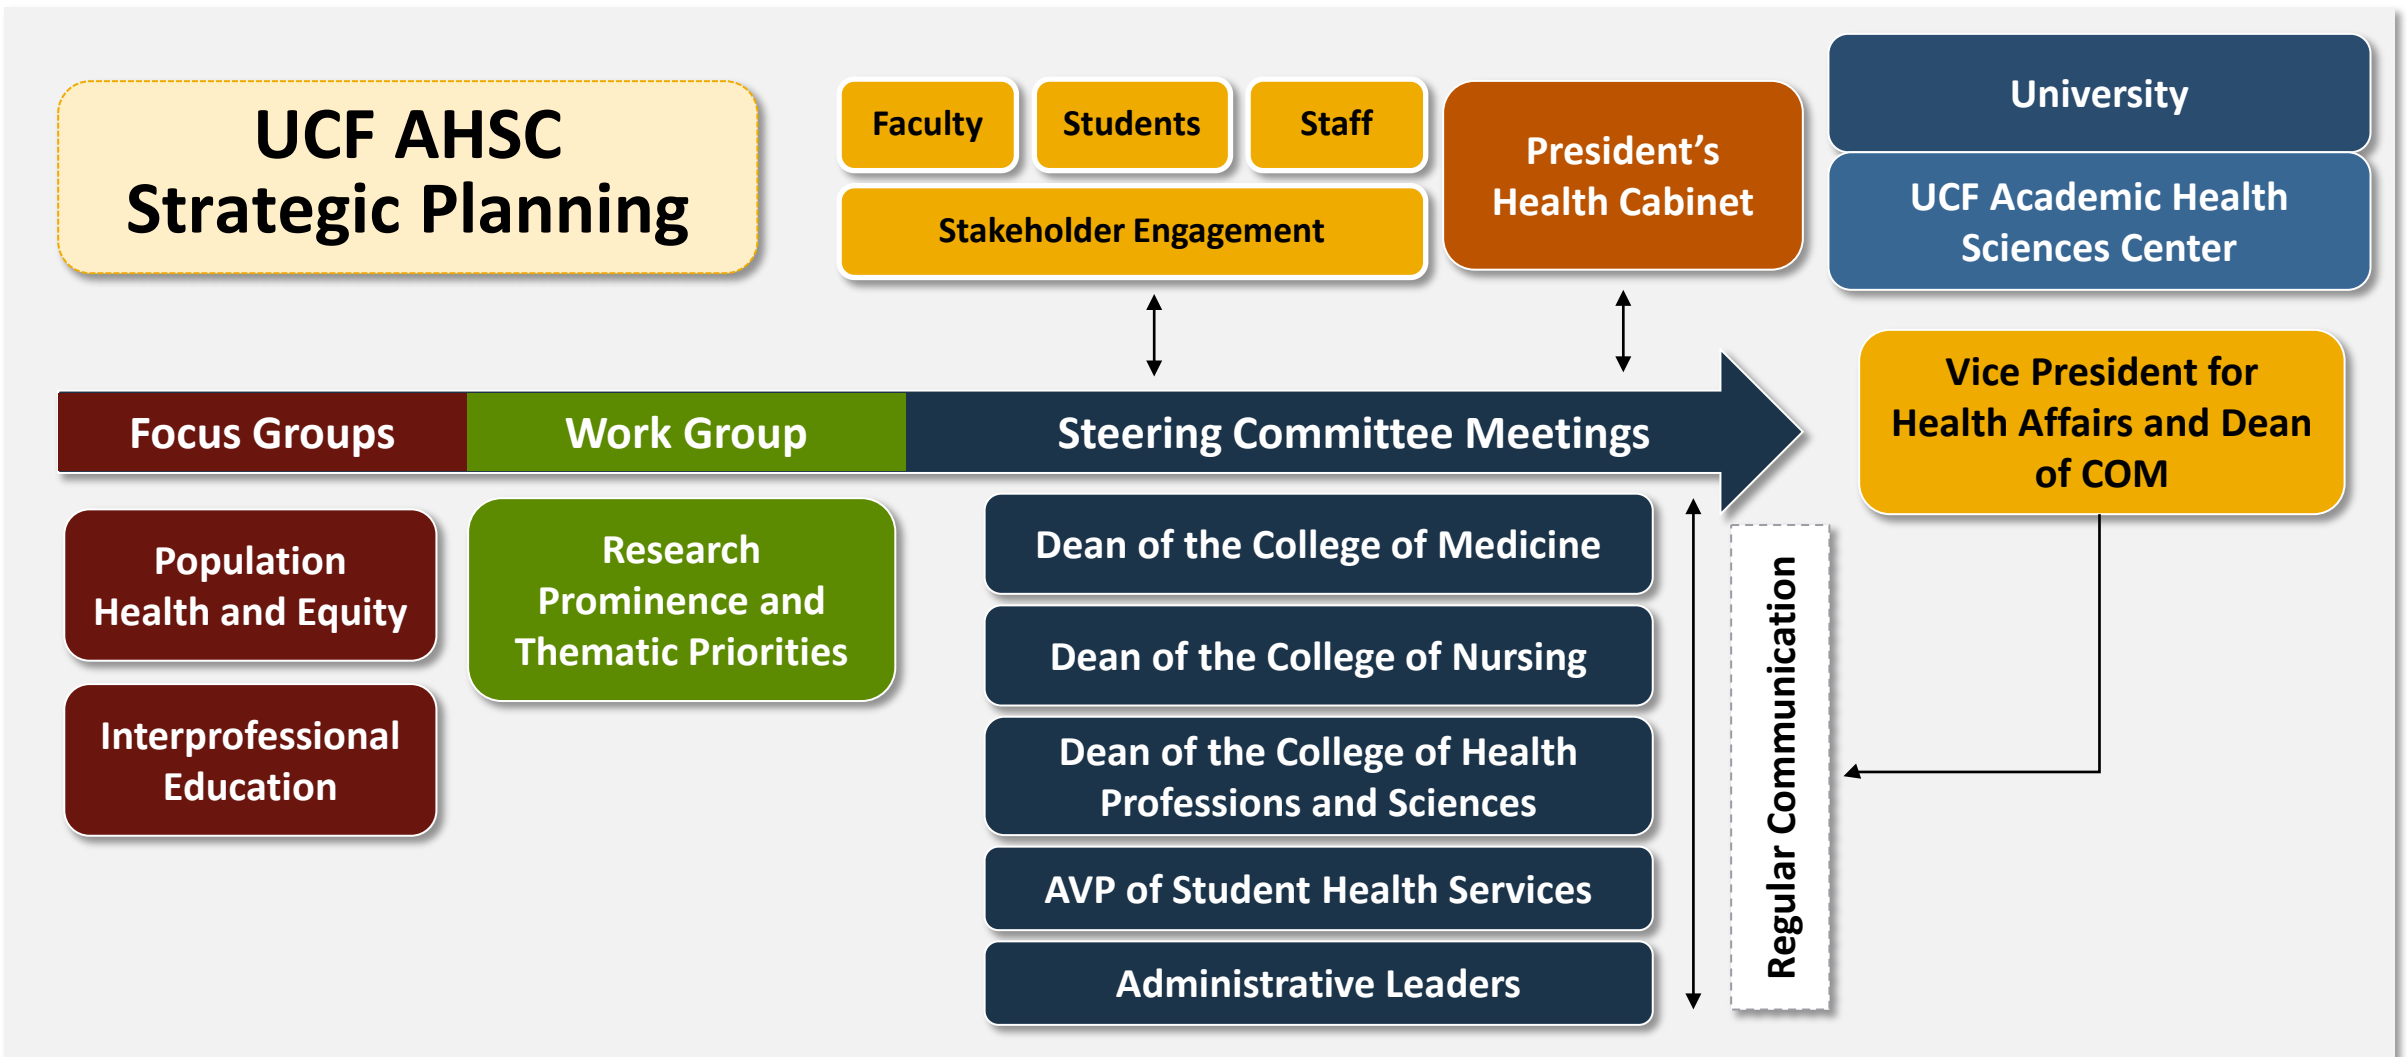 UCF AHSC
Strategic Planning
Faculty
Students
Staff
Stakeholder Engagement
President’s
Health Cabinet
University
UCF Academic Health
Sciences Center
Vice President for
Health Affairs and Dean
of COM
Focus Groups
Work Group
Steering Committee Meetings
Population
Health and Equity
Interprofessional
Education
Research
Prominence and
Thematic Priorities
Dean of the College of Medicine
Dean of the College of Nursing
Dean of the College of Health
Professions and Sciences
AVP of Student Health Services
Administrative Leaders
Regular Communication